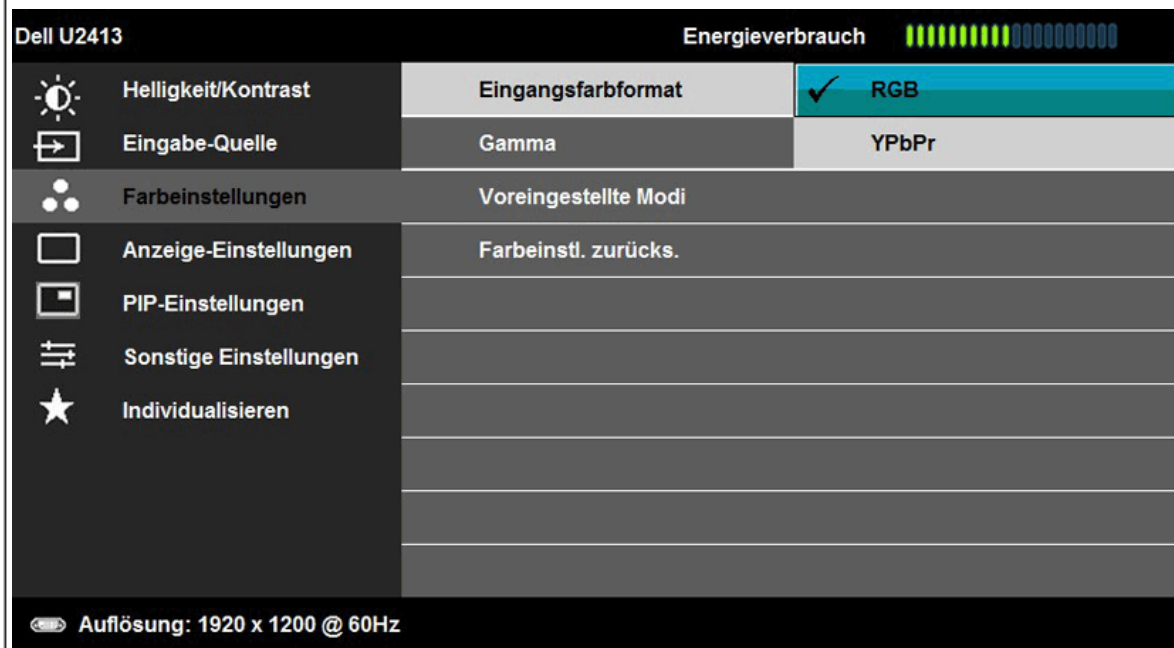 Dell U2413 Energieverbrauch
Helligkeit/Kontrast Eingangsfarbformat RGB
Eingabe-Quelle Gamma YPbPr
Farbeinstellungen Voreingestellte Modi
Anzeige-Einstellungen Farbeinstl. zurücks.
PIP-Einstellungen
Sonstige Einstellungen
Individualisieren
Auflösung: 1920 x 1200 @ 60Hz